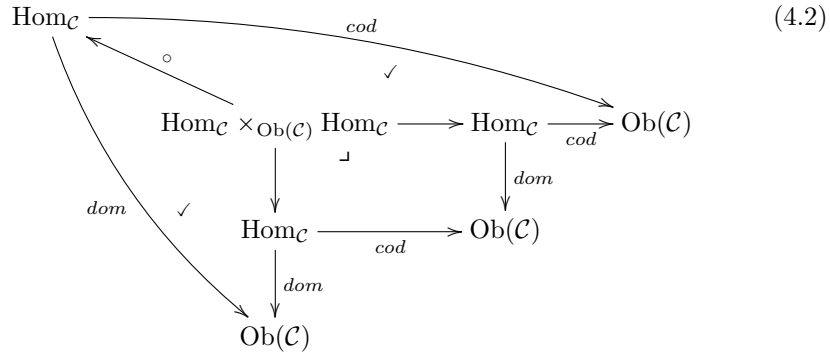 Hom_C (4.2)
cod
∘
✓
Hom_C ×_Ob(C) Hom_C Hom_C cod Ob(C)
⌟
dom
dom ✓
Hom_C cod Ob(C)
dom
Ob(C)